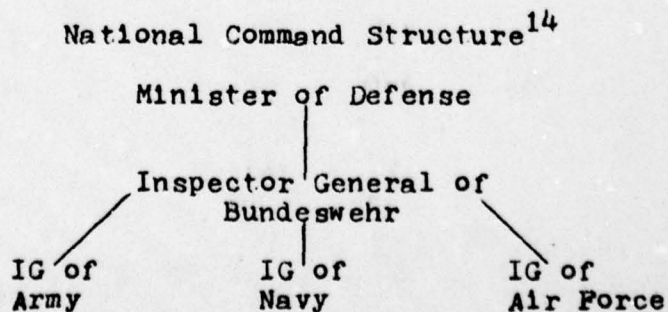 National Command Structure14
Minister of Defense
Inspector General of
Bundeswehr
IG of IG of IG of
Army Navy Air Force